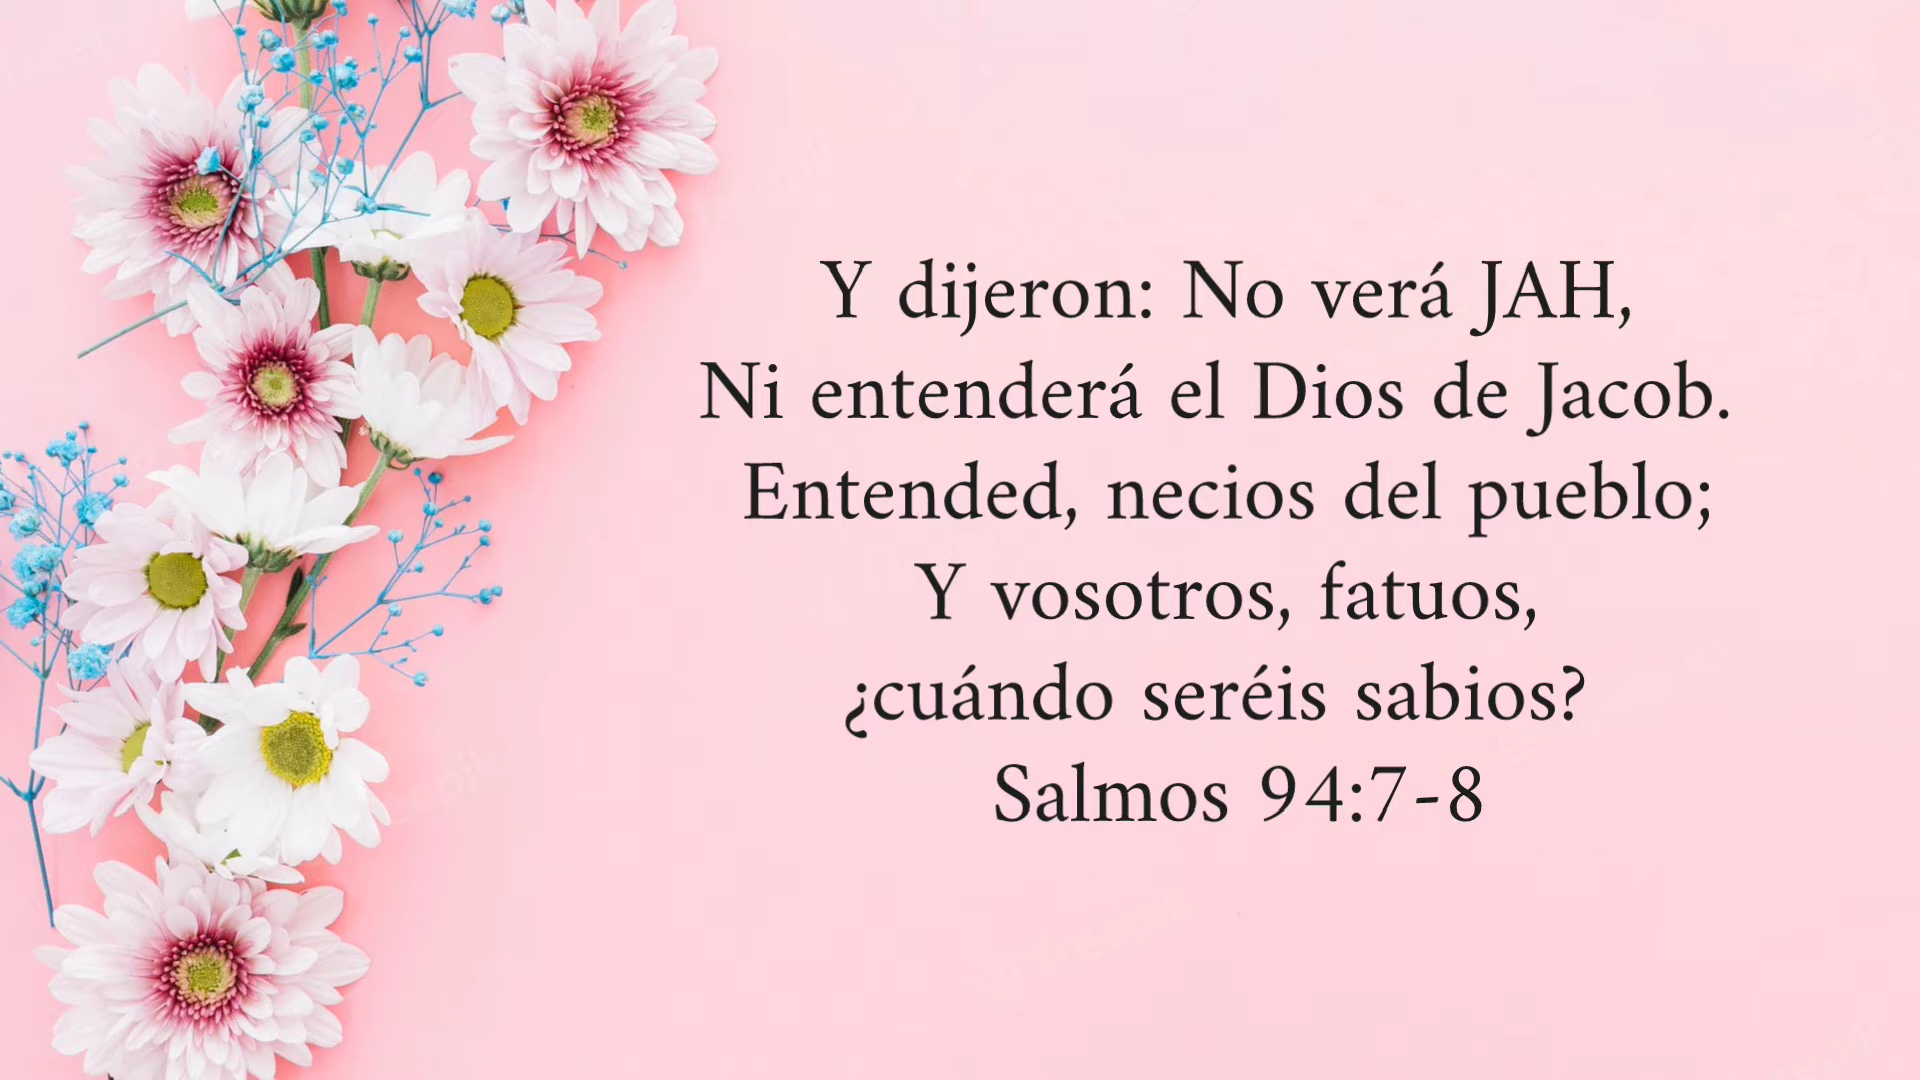 Y dijeron: No verá JAH,
Ni entenderá el Dios de Jacob.
Entended, necios del pueblo;
Y vosotros, fatuos,
¿cuándo seréis sabios?
Salmos 94:7-8